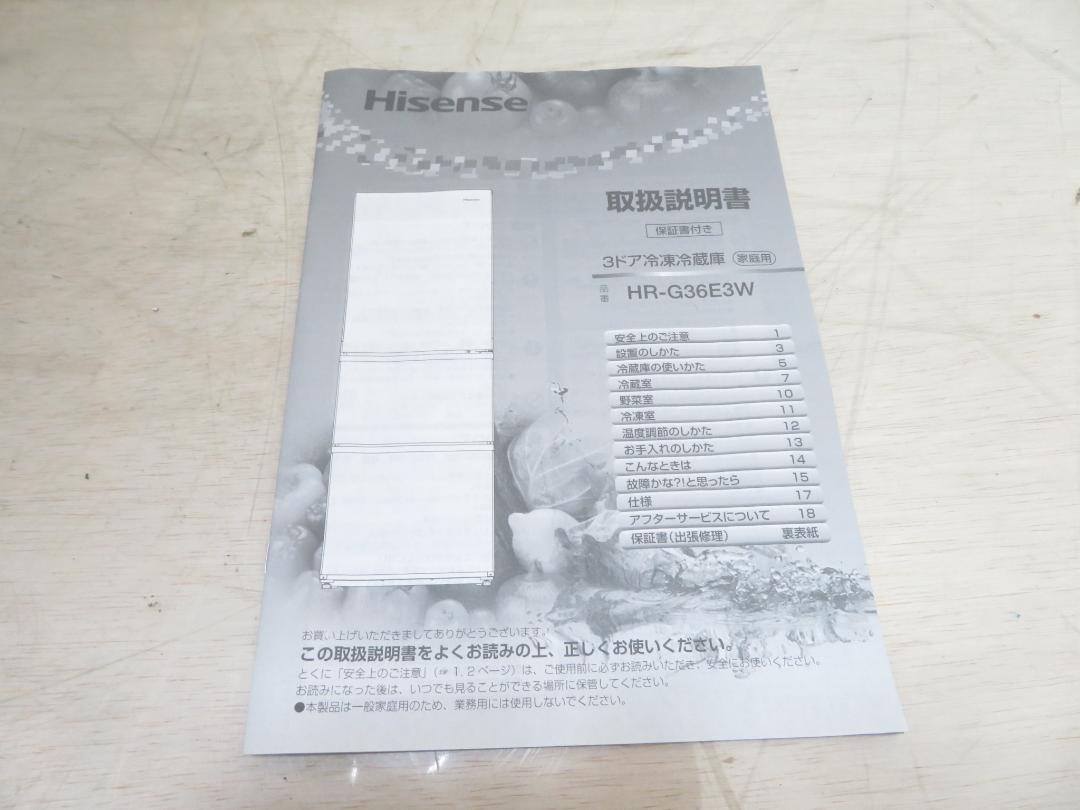 Hisense
取扱説明書
保証書付き
3ドア冷凍冷蔵庫 家庭用
品番 HR-G36E3W
安全上のご注意 1
設置のしかた 3
冷蔵庫の使いかた 5
冷蔵室 7
野菜室 10
冷凍室 11
温度調節のしかた 12
お手入れのしかた 13
こんなときは 14
故障かな?!と思ったら 15
仕様 17
アフターサービスについて 18
保証書(出張修理) 裏表紙
お買い上げいただきましてありがとうございます。
この取扱説明書をよくお読みの上、正しくお使いください。
とくに「安全上のご注意」(☞ 1, 2ページ)は、ご使用前に必ずお読みいただき、安全にお使いください。
お読みになった後は、いつでも見ることができる場所に保管してください。
●本製品は一般家庭用のため、業務用には使用しないでください。